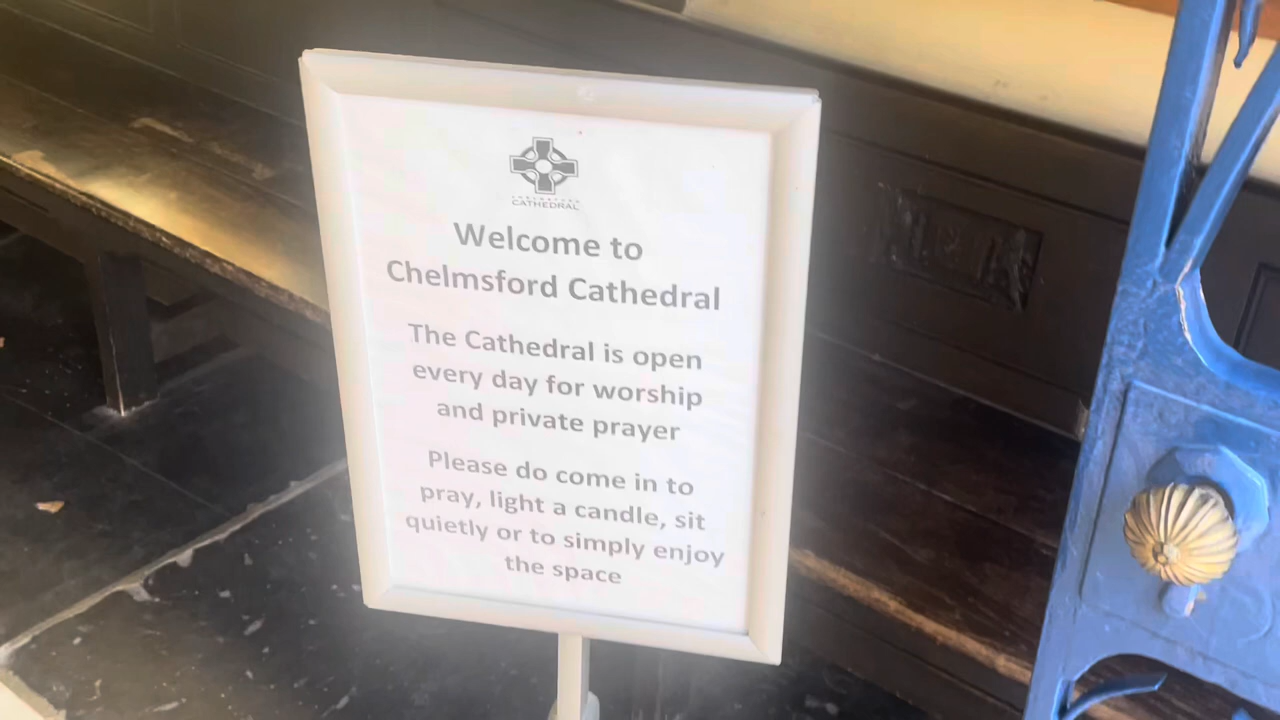 CHELMSFORD
CATHEDRAL
Welcome to
Chelmsford Cathedral
The Cathedral is open
every day for worship
and private prayer
Please do come in to
pray, light a candle, sit
quietly or to simply enjoy
the space